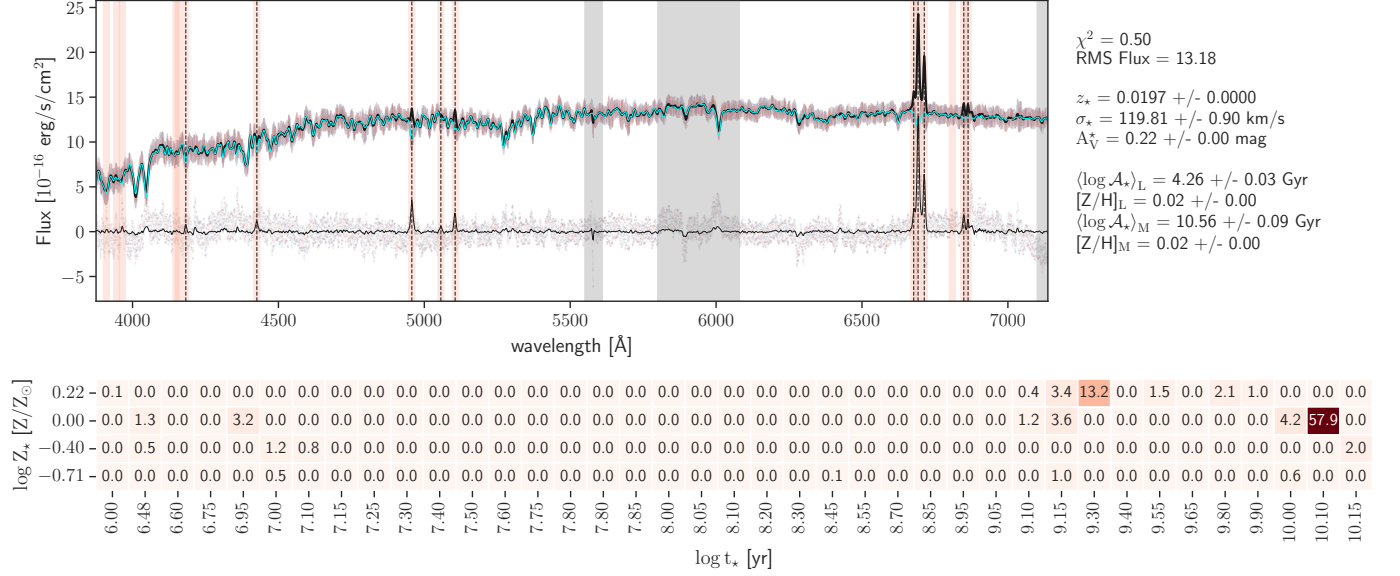 25
20
15
10
5
0
−5
Flux [10⁻¹⁶ erg/s/cm²]
4000 4500 5000 5500 6000 6500 7000
wavelength [Å]
χ² = 0.50
RMS Flux = 13.18
z⋆ = 0.0197 +/- 0.0000
σ⋆ = 119.81 +/- 0.90 km/s
A⋆V = 0.22 +/- 0.00 mag
⟨log 𝒜⋆⟩L = 4.26 +/- 0.03 Gyr
[Z/H]L = 0.02 +/- 0.00
⟨log 𝒜⋆⟩M = 10.56 +/- 0.09 Gyr
[Z/H]M = 0.02 +/- 0.00
log Z⋆ [Z/Z⊙]
0.22 0.1 0.0 0.0 0.0 0.0 0.0 0.0 0.0 0.0 0.0 0.0 0.0 0.0 0.0 0.0 0.0 0.0 0.0 0.0 0.0 0.0 0.0 0.0 0.0 0.0 0.0 0.0 0.0 0.4 3.4 13.2 0.0 1.5 0.0 2.1 1.0 0.0 0.0 0.0
0.00 0.0 1.3 0.0 0.0 3.2 0.0 0.0 0.0 0.0 0.0 0.0 0.0 0.0 0.0 0.0 0.0 0.0 0.0 0.0 0.0 0.0 0.0 0.0 0.0 0.0 0.0 0.0 0.0 1.2 3.6 0.0 0.0 0.0 0.0 0.0 0.0 4.2 57.9 0.0
−0.40 0.0 0.5 0.0 0.0 0.0 1.2 0.8 0.0 0.0 0.0 0.0 0.0 0.0 0.0 0.0 0.0 0.0 0.0 0.0 0.0 0.0 0.0 0.0 0.0 0.0 0.0 0.0 0.0 0.0 0.0 0.0 0.0 0.0 0.0 0.0 0.0 0.0 0.0 2.0
−0.71 0.0 0.0 0.0 0.0 0.0 0.5 0.0 0.0 0.0 0.0 0.0 0.0 0.0 0.0 0.0 0.0 0.0 0.0 0.0 0.0 0.0 0.0 0.1 0.0 0.0 0.0 0.0 0.0 0.0 1.0 0.0 0.0 0.0 0.0 0.0 0.0 0.6 0.0 0.0
6.00 6.48 6.60 6.75 6.95 7.00 7.10 7.15 7.20 7.30 7.40 7.45 7.50 7.55 7.60 7.70 7.85 7.90 8.00 8.05 8.10 8.20 8.45 8.50 8.70 8.85 8.95 9.05 9.10 9.15 9.30 9.40 9.55 9.65 9.80 9.90 10.00 10.10 10.15
log t⋆ [yr]